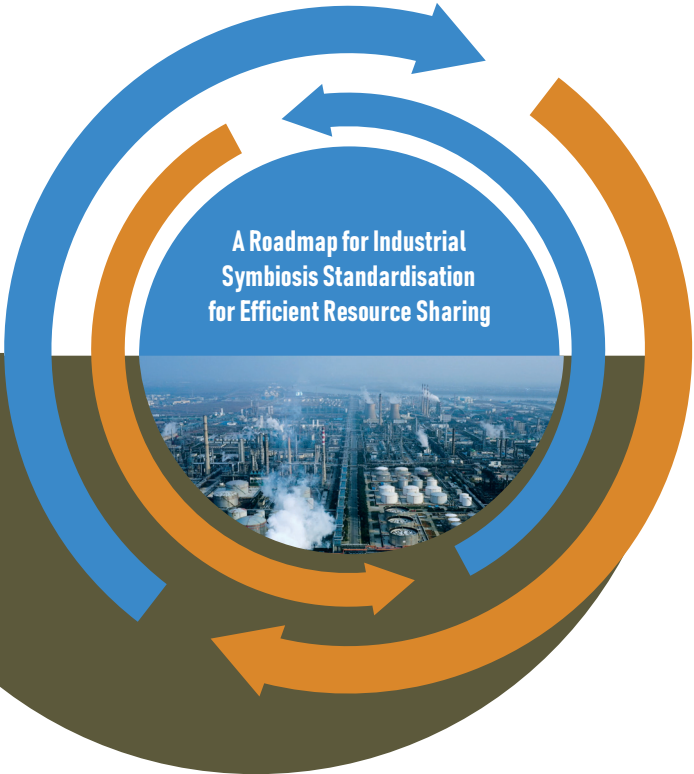 A Roadmap for Industrial
Symbiosis Standardisation
for Efficient Resource Sharing